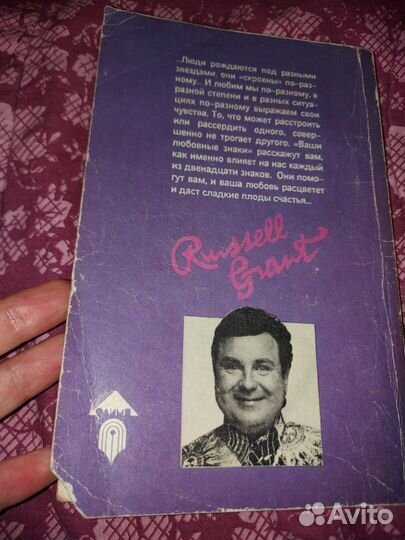 ...Люди рождаются под разными
звездами, они «скроены» по-раз-
ному. И любим мы по-разному, в
разной степени и в разных ситуа-
циях по-разному выражаем свои
чувства. То, что может расстроить
или рассердить одного, совер-
шенно не трогает другого. «Ваши
любовные знаки» расскажут вам,
как именно влияет на нас каждый
из двенадцати знаков. Они помо-
гут вам, и ваша любовь расцветет
и даст сладкие плоды счастья...
Russell
Grant
ОЛИМП
Avito